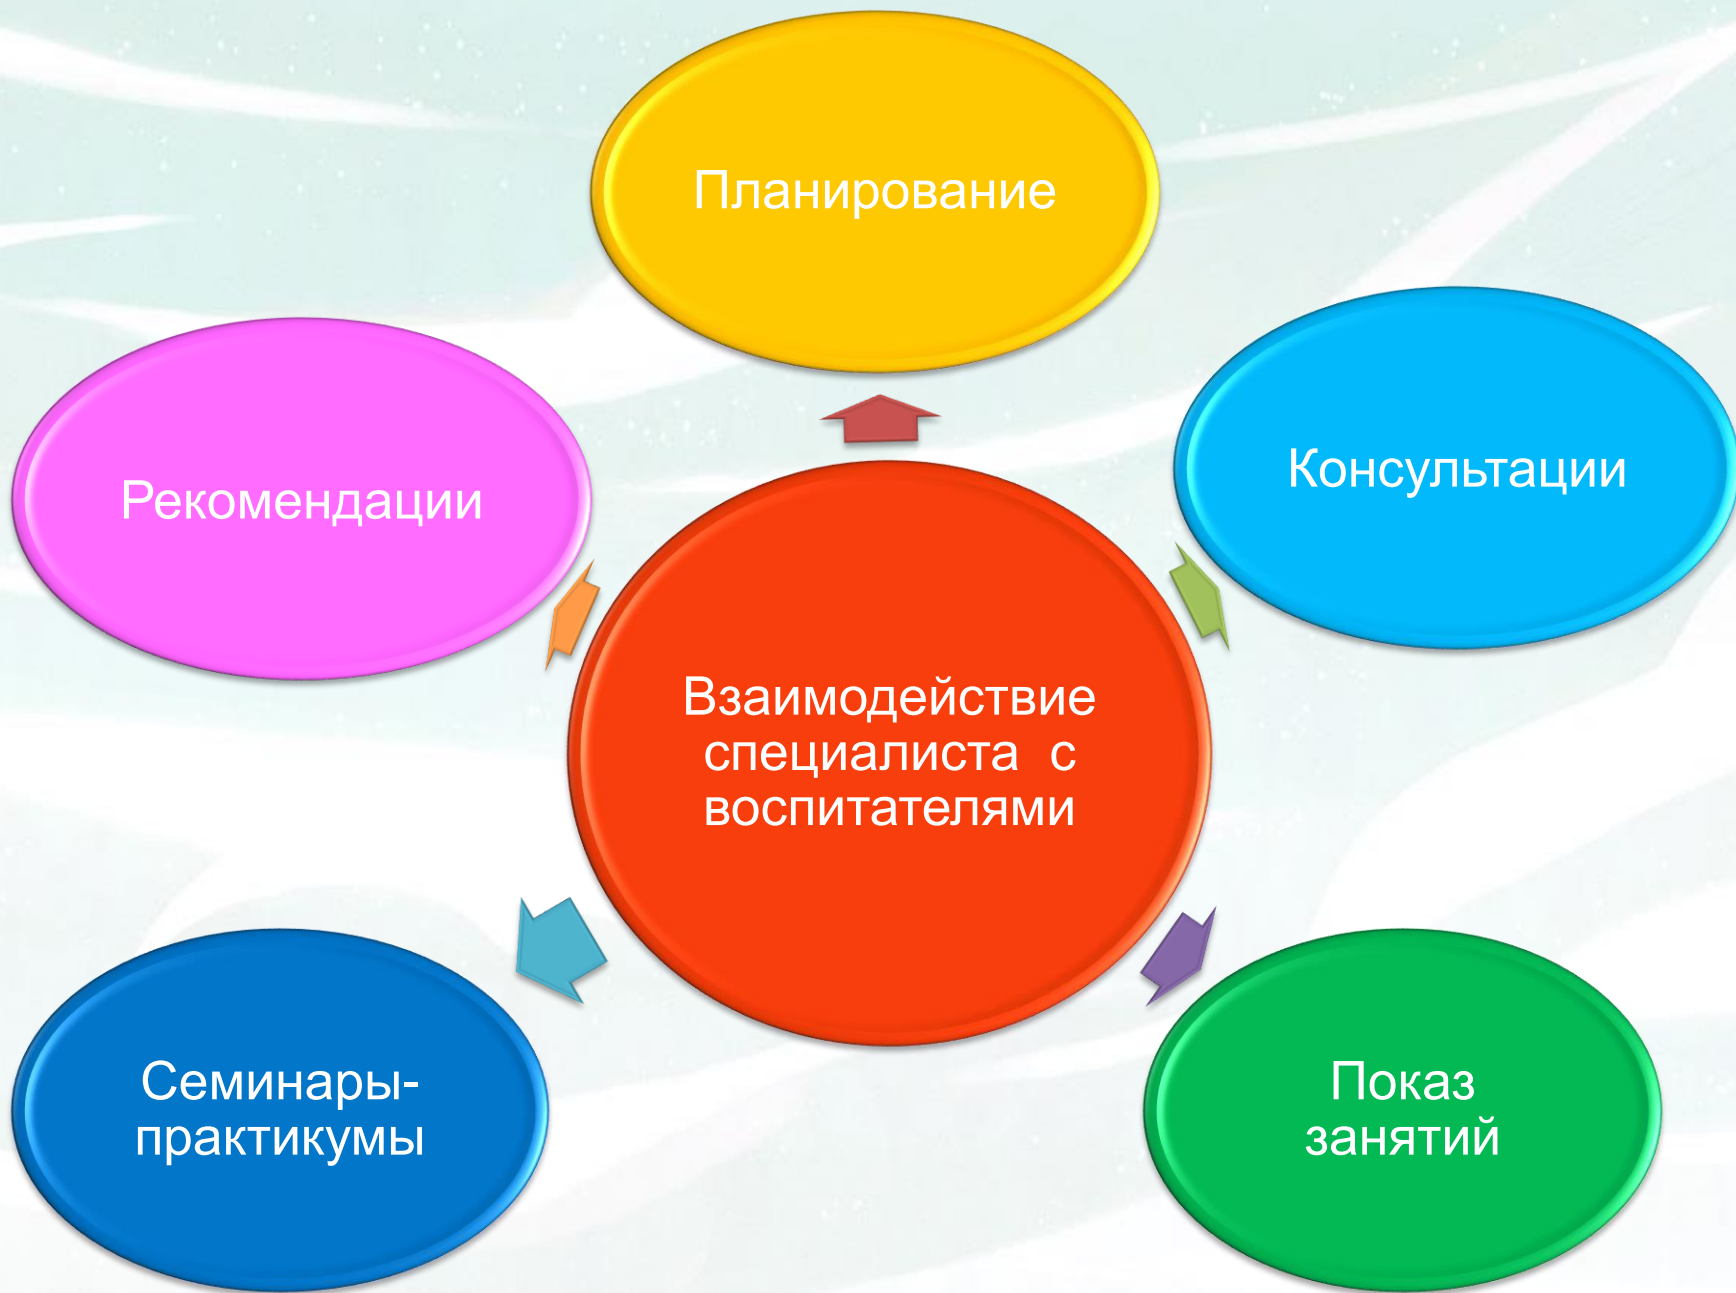 Планирование
Консультации
Рекомендации
Взаимодействие
специалиста  с
воспитателями
Семинары-
практикумы
Показ
занятий